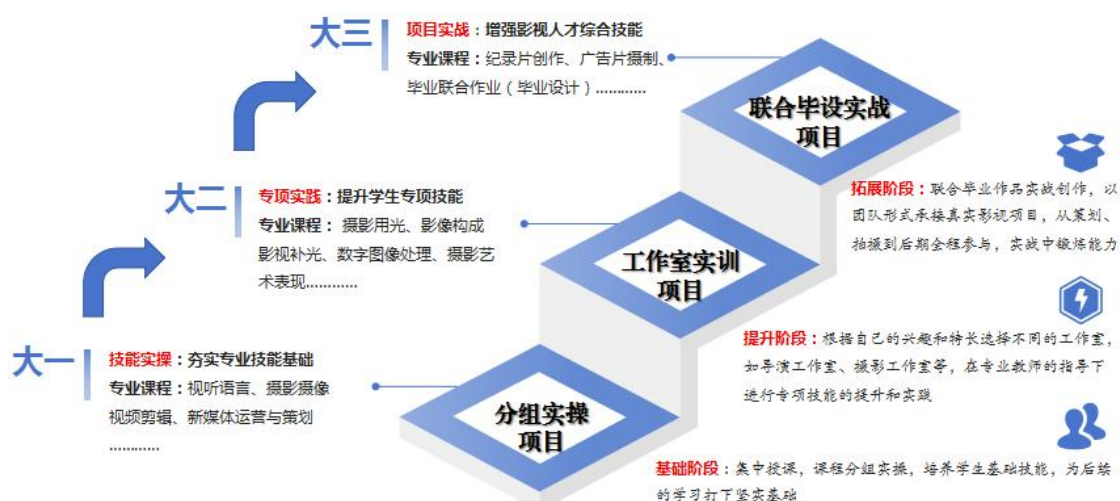 大三
项目实战：增强影视人才综合技能
专业课程：纪录片创作、广告片摄制、
毕业联合作业（毕业设计）............
联合毕设实战
项目
拓展阶段：联合毕业作品实战创作，以
团队形式承接真实影视项目，从策划、
拍摄到后期全程参与，实战中锻炼能力
大二
专项实践：提升学生专项技能
专业课程： 摄影用光、影像构成
影视补光、数字图像处理、摄影艺
术表现............
工作室实训
项目
提升阶段：根据自己的兴趣和特长选择不同的工作室，
如导演工作室、摄影工作室等，在专业教师的指导下
进行专项技能的提升和实践
大一
技能实操：夯实专业技能基础
专业课程：视听语言、摄影摄像
视频剪辑、新媒体运营与策划
............
分组实操
项目
基础阶段：集中授课，课程分组实操，培养学生基础技能，为后续
的学习打下坚实基础